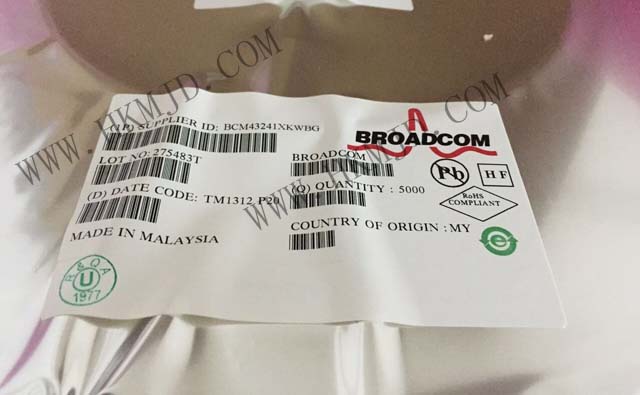 WWW.HKMJD.COM
(1P) SUPPLIER ID: BCM43241XKWBG
BROADCOM
LOT NO: 275483T
BROADCOM
Pb
HF
(D) DATE CODE: TM1312 P20
(Q) QUANTITY : 5000
RoHS
COMPLIANT
MADE IN MALAYSIA
COUNTRY OF ORIGIN : MY
e
R & Q A
U
1977
WWW.HKMJD.COM